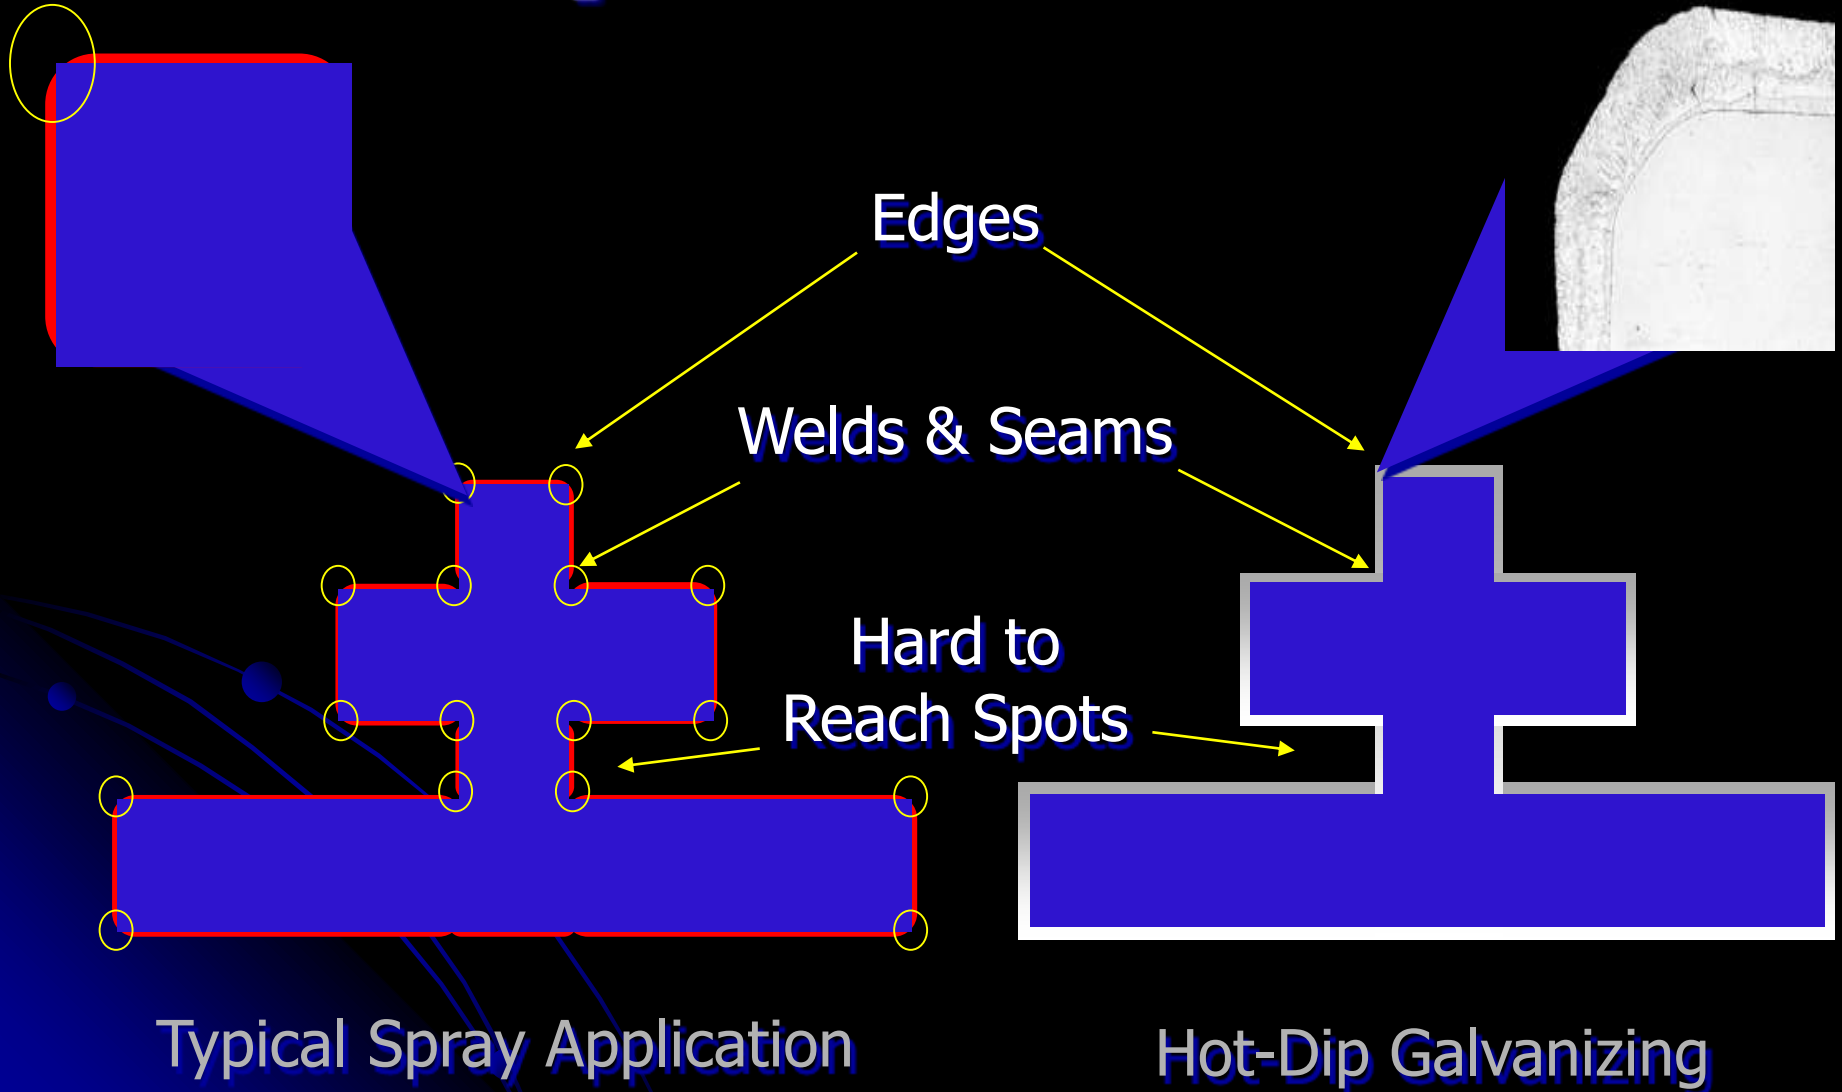 Edges
Welds & Seams
Hard to
Reach Spots
Typical Spray Application
Hot-Dip Galvanizing